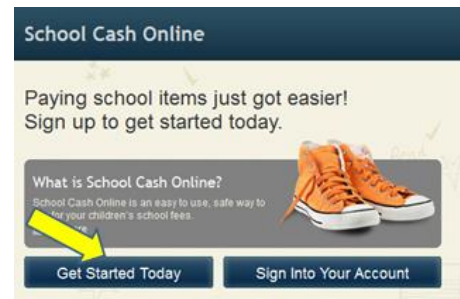 School Cash Online
Paying school items just got easier!
Sign up to get started today.
What is School Cash Online?
School Cash Online is an easy to use, safe way to
for your children's school fees.
Get Started Today
Sign Into Your Account